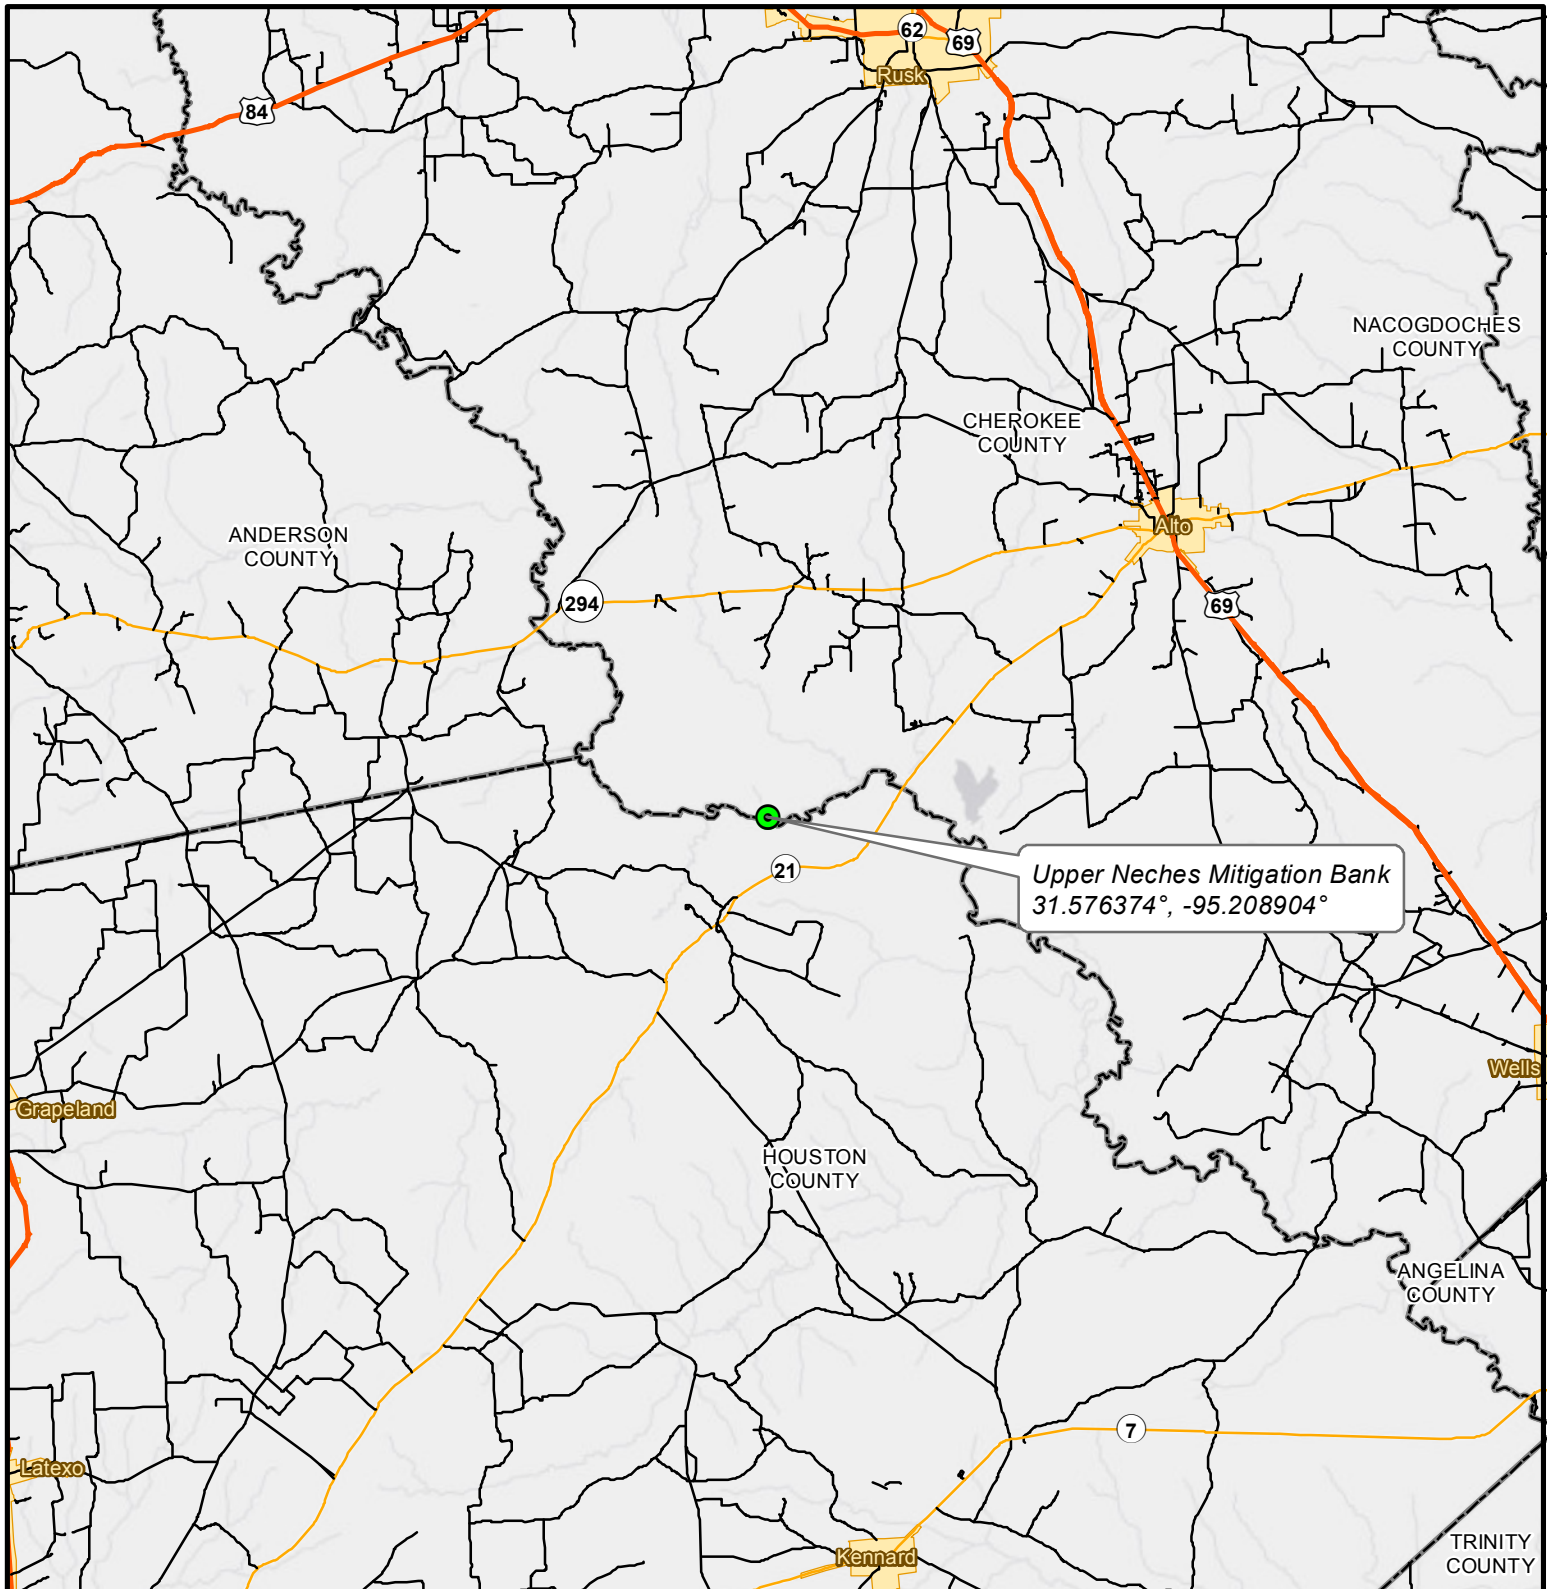 62
69
Rusk
84
NACOGDOCHES
COUNTY
CHEROKEE
COUNTY
Alto
ANDERSON
COUNTY
294
69
21
Upper Neches Mitigation Bank
31.576374°, -95.208904°
Wells
Grapeland
HOUSTON
COUNTY
ANGELINA
COUNTY
7
Latexo
Kennard
TRINITY
COUNTY